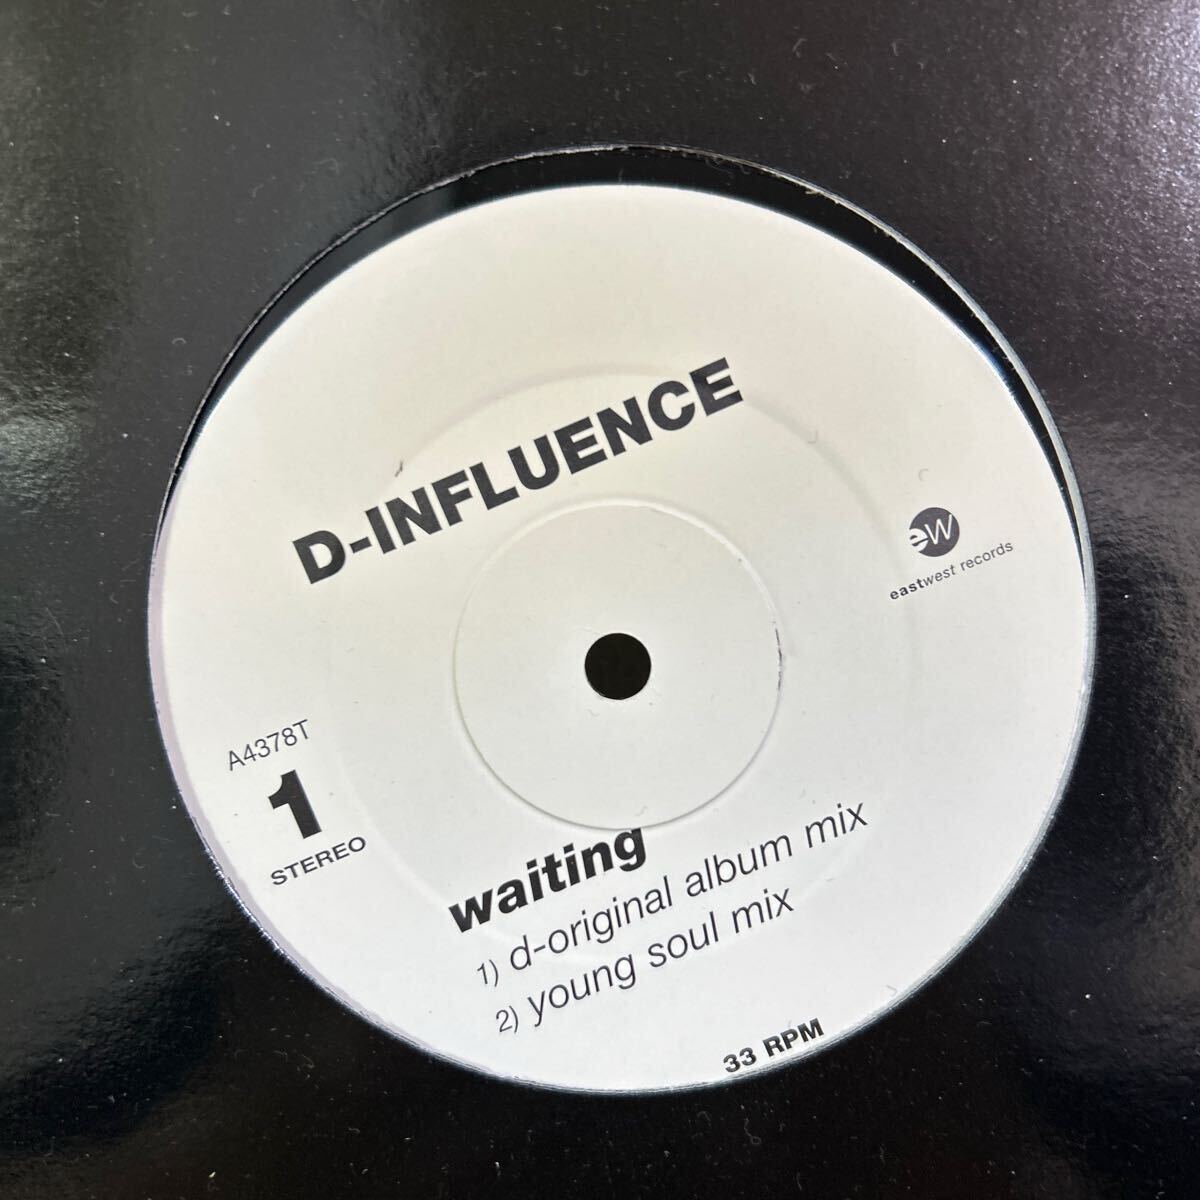 D-INFLUENCE
eW
eastwest records
A4378T
1
STEREO
waiting
1) d-original album mix
2) young soul mix
33 RPM